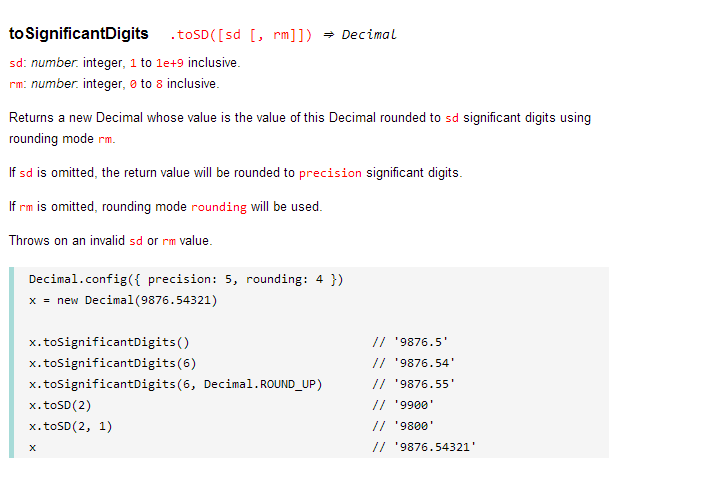 toSignificantDigits .toSD([sd [, rm]]) ⇒ Decimal
sd: number: integer, 1 to 1e+9 inclusive.
rm: number: integer, 0 to 8 inclusive.
Returns a new Decimal whose value is the value of this Decimal rounded to sd significant digits using
rounding mode rm.
If sd is omitted, the return value will be rounded to precision significant digits.
If rm is omitted, rounding mode rounding will be used.
Throws on an invalid sd or rm value.
Decimal.config({ precision: 5, rounding: 4 })
x = new Decimal(9876.54321)
x.toSignificantDigits() // '9876.5'
x.toSignificantDigits(6) // '9876.54'
x.toSignificantDigits(6, Decimal.ROUND_UP) // '9876.55'
x.toSD(2) // '9900'
x.toSD(2, 1) // '9800'
x // '9876.54321'